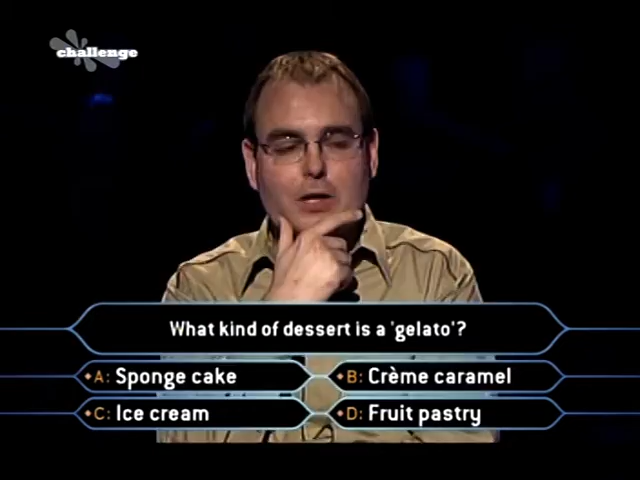 challenge
What kind of dessert is a 'gelato'?
A: Sponge cake
B: Crème caramel
C: Ice cream
D: Fruit pastry